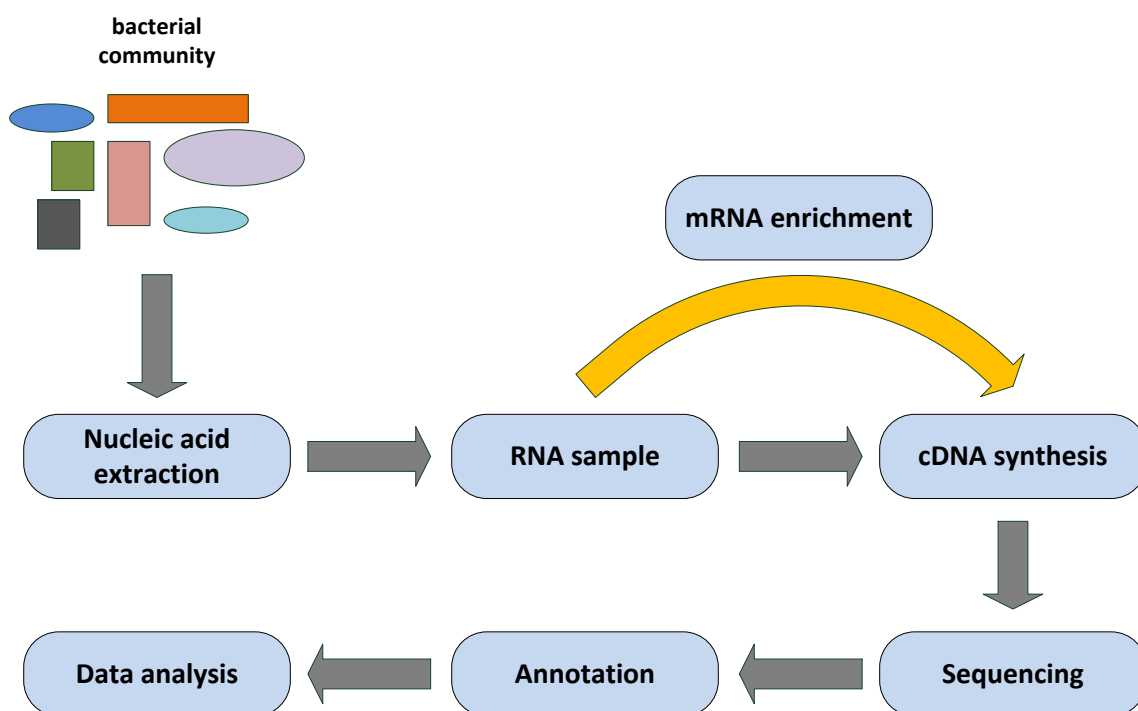 bacterial
community
mRNA enrichment
Nucleic acid
extraction
RNA sample
cDNA synthesis
Data analysis
Annotation
Sequencing